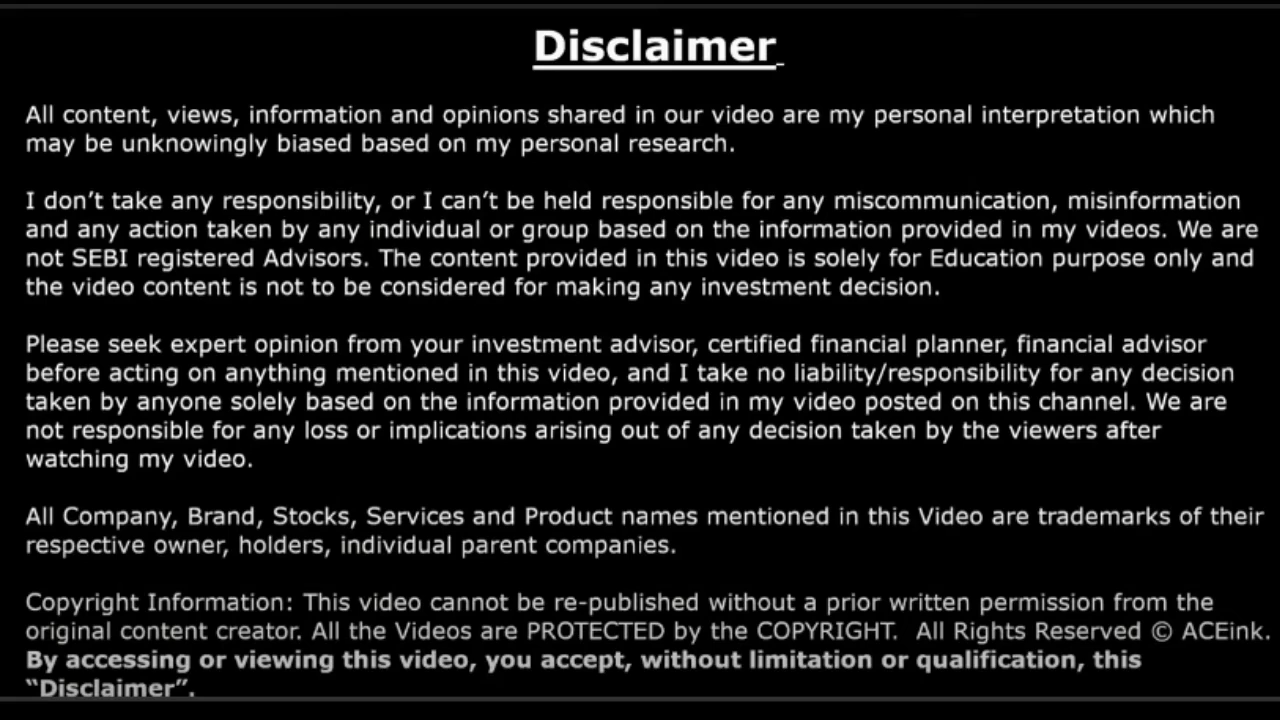 Disclaimer
All content, views, information and opinions shared in our video are my personal interpretation which
may be unknowingly biased based on my personal research.
I don’t take any responsibility, or I can’t be held responsible for any miscommunication, misinformation
and any action taken by any individual or group based on the information provided in my videos. We are
not SEBI registered Advisors. The content provided in this video is solely for Education purpose only and
the video content is not to be considered for making any investment decision.
Please seek expert opinion from your investment advisor, certified financial planner, financial advisor
before acting on anything mentioned in this video, and I take no liability/responsibility for any decision
taken by anyone solely based on the information provided in my video posted on this channel. We are
not responsible for any loss or implications arising out of any decision taken by the viewers after
watching my video.
All Company, Brand, Stocks, Services and Product names mentioned in this Video are trademarks of their
respective owner, holders, individual parent companies.
Copyright Information: This video cannot be re-published without a prior written permission from the
original content creator. All the Videos are PROTECTED by the COPYRIGHT.  All Rights Reserved © ACEink.
By accessing or viewing this video, you accept, without limitation or qualification, this
“Disclaimer”.